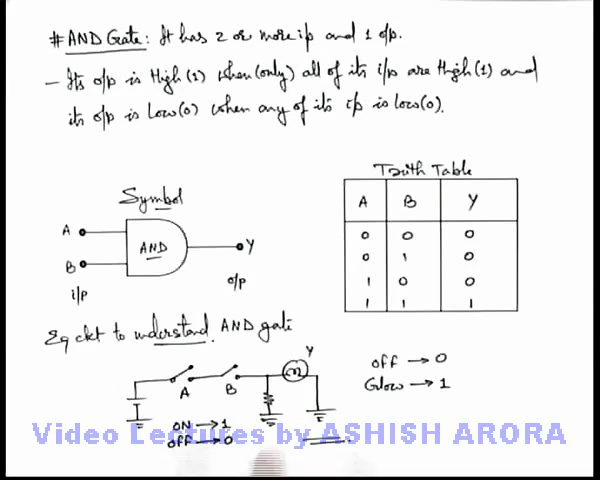 # AND Gate : It has 2 or more i/p and 1 o/p.
– Its o/p is High (1) when (only) all of its i/p are High (1) and
its o/p is Low (0) when any of its i/p is low (0).
Symbol
A
B
AND
Y
i/p
o/p
Truth Table
A B Y
0 0 0
0 1 0
1 0 0
1 1 1
Eq ckt to understand AND gate
A
B
Y
ON → 1
OFF → 0
off → 0
Glow → 1
Video Lectures by ASHISH ARORA